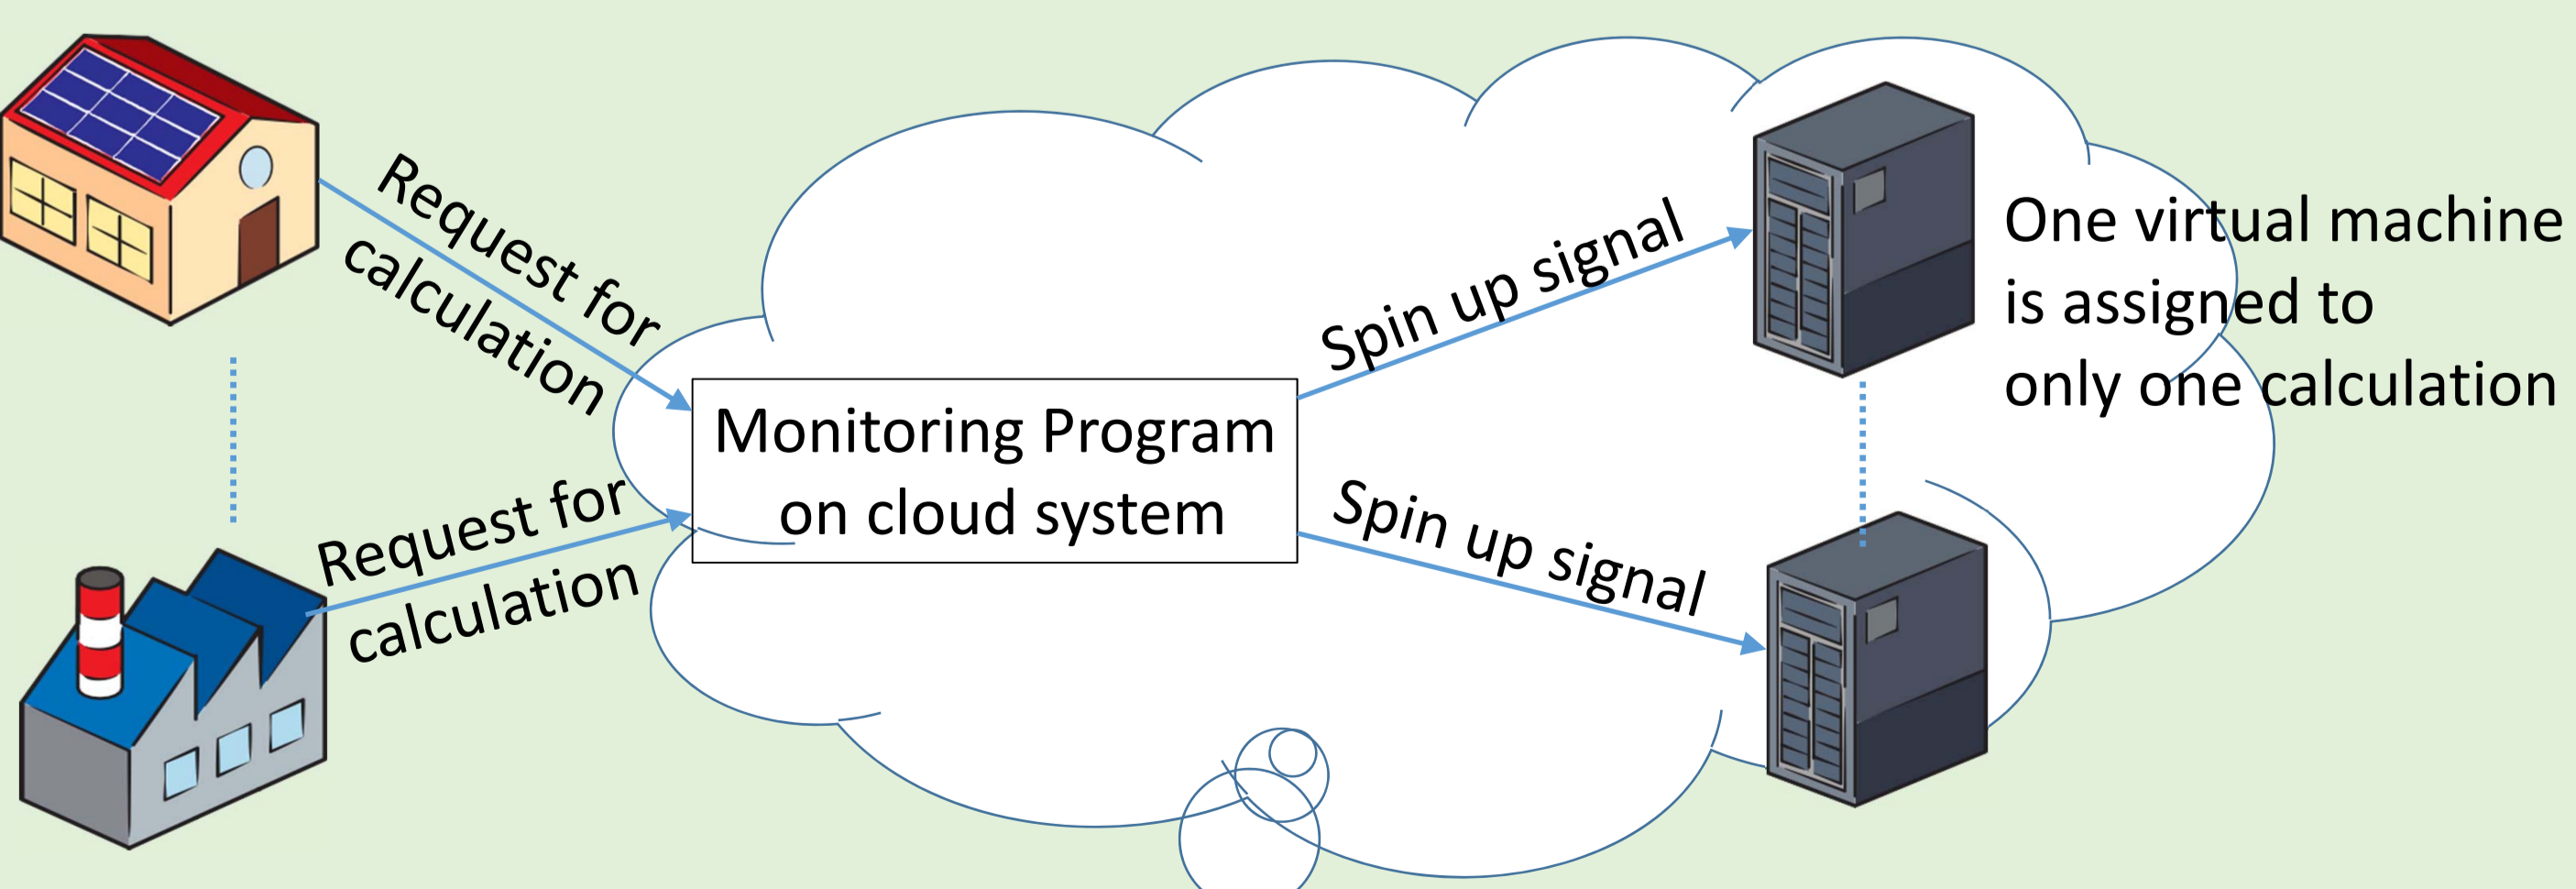 Request for
calculation
Request for
calculation
Monitoring Program
on cloud system
Spin up signal
Spin up signal
One virtual machine
is assigned to
only one calculation